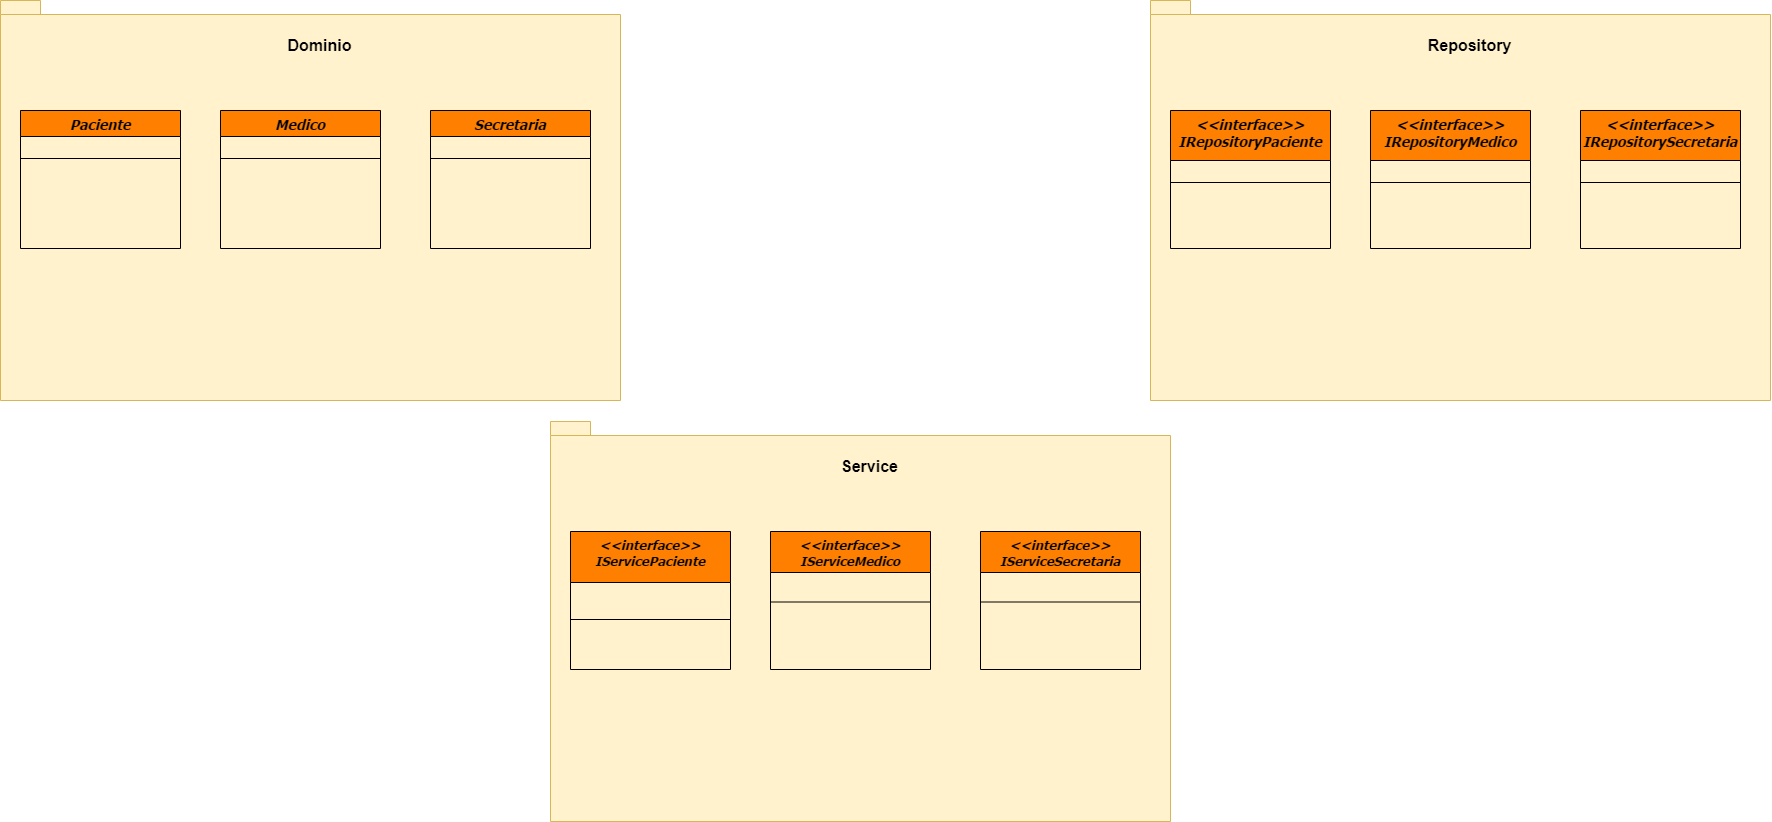 Dominio
Paciente
Medico
Secretaria
Repository
<<interface>>
IRepositoryPaciente
<<interface>>
IRepositoryMedico
<<interface>>
IRepositorySecretaria
Service
<<interface>>
IServicePaciente
<<interface>>
IServiceMedico
<<interface>>
IServiceSecretaria